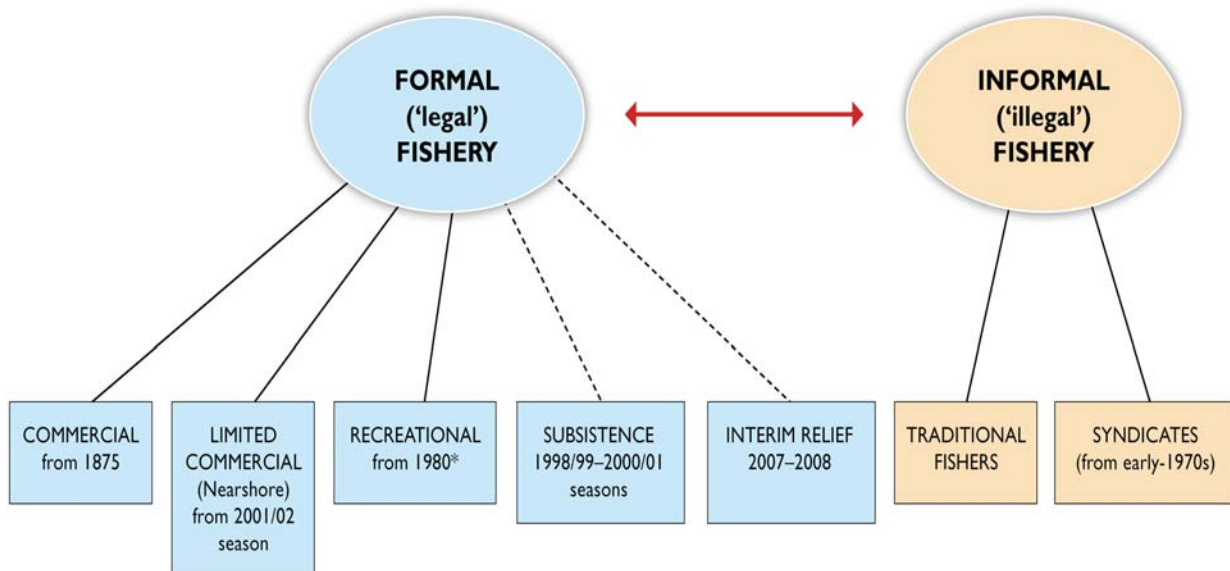 FORMAL
(‘legal’)
FISHERY
INFORMAL
(‘illegal’)
FISHERY
COMMERCIAL
from 1875
LIMITED
COMMERCIAL
(Nearshore)
from 2001/02
season
RECREATIONAL
from 1980*
SUBSISTENCE
1998/99–2000/01
seasons
INTERIM RELIEF
2007–2008
TRADITIONAL
FISHERS
SYNDICATES
(from early-1970s)